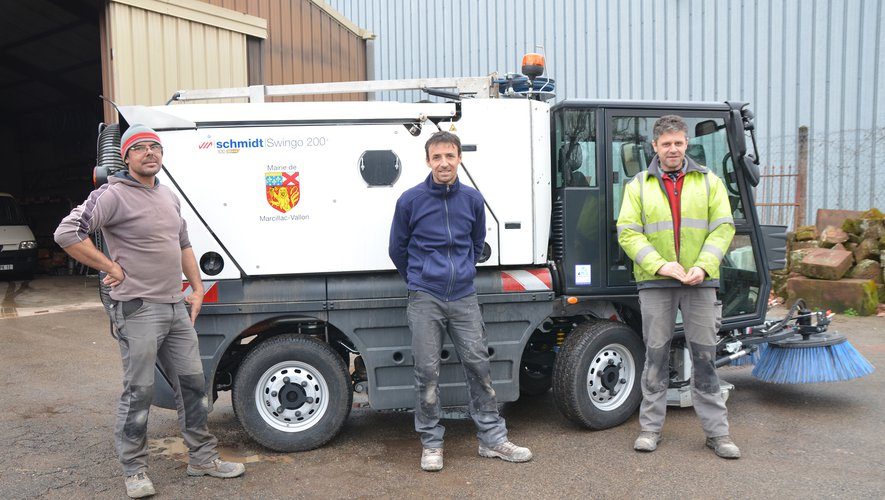 schmidt Swingo 200+
Mairie de
Marcillac-Vallon